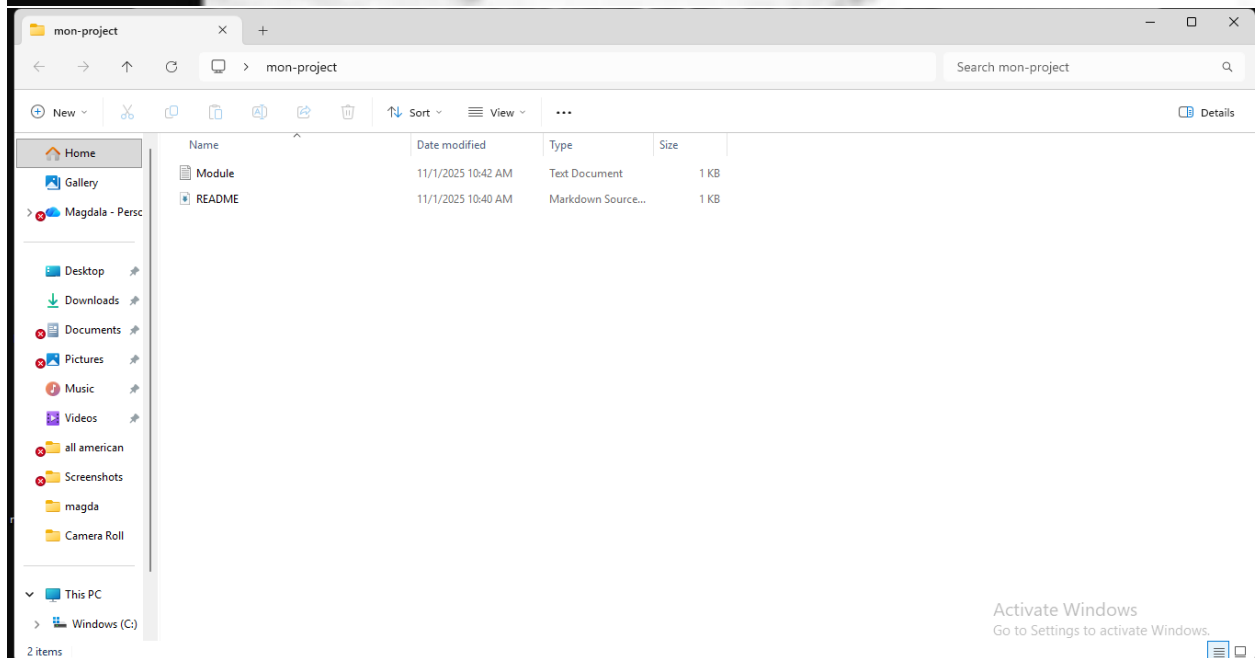 mon-project
mon-project
Search mon-project
New
Sort
View
Details
Name Date modified Type Size
Home
Module 11/1/2025 10:42 AM Text Document 1 KB
Gallery
README 11/1/2025 10:40 AM Markdown Source... 1 KB
Magdala - Persc
Desktop
Downloads
Documents
Pictures
Music
Videos
all american
Screenshots
magda
Camera Roll
This PC
Windows (C:)
Activate Windows
Go to Settings to activate Windows.
2 items